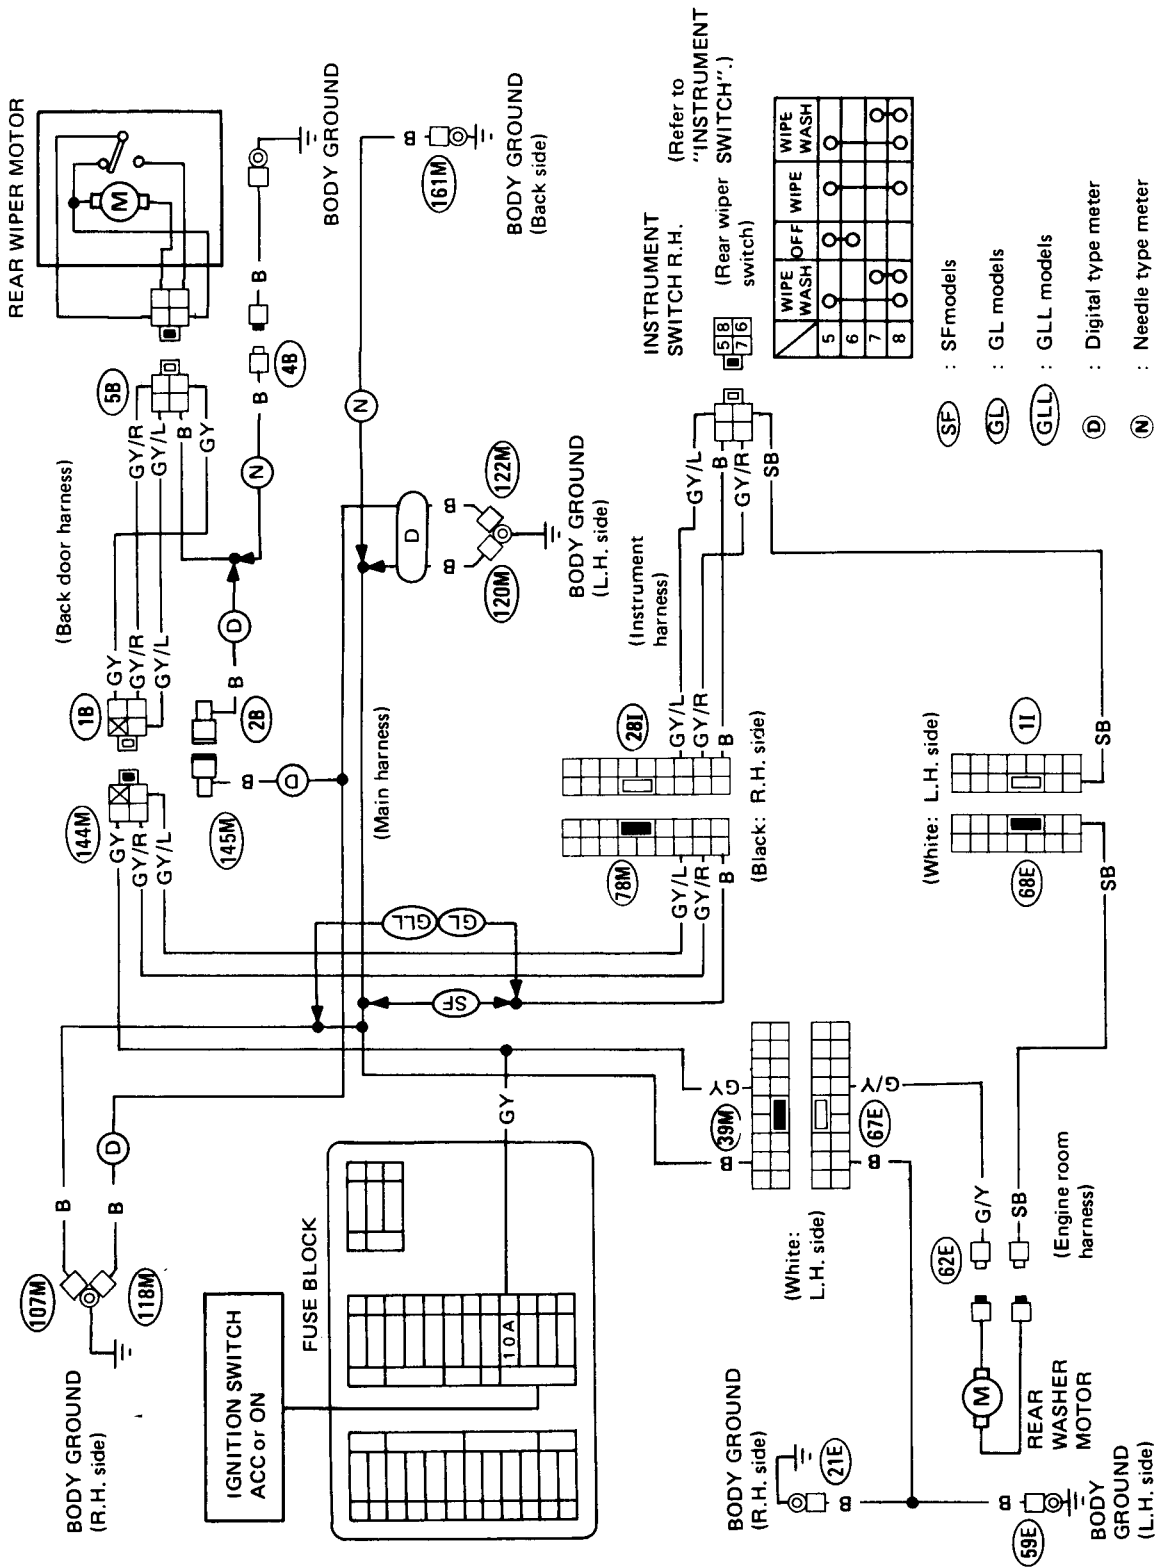 REAR WIPER MOTOR
M
BODY GROUND
B
4B
B
N
5B
GY/R
GY/L
B
GY
(Back door harness)
1B
GY
GY/R
GY/L
D
B
2B
144M
GY
GY/R
GY/L
145M
B
D
161M
B
BODY GROUND
(Back side)
N
D
B
B
122M
120M
BODY GROUND
(L.H. side)
(Main harness)
GLL
GL
SF
BODY GROUND
(R.H. side)
107M
118M
B
B
D
IGNITION SWITCH
ACC or ON
FUSE BLOCK
10A
GY
INSTRUMENT
SWITCH R.H.
(Rear wiper
switch)
(Refer to
"INSTRUMENT
SWITCH".)
5 8
7 6
WIPE
WASH
OFF
WIPE
WIPE
WASH
5
6
7
8
GY/L
B
GY/R
SB
(Instrument
harness)
28I
GY/L
GY/R
B
78M
GY/L
GY/R
B
(Black: R.H. side)
(White: L.H. side)
1I
SB
68E
SB
SF : SFmodels
GL : GL models
GLL : GLL models
D : Digital type meter
N : Needle type meter
39M
GY
B
67E
G/Y
B
(White:
L.H. side)
62E
G/Y
SB
(Engine room
harness)
M
REAR
WASHER
MOTOR
BODY GROUND
(R.H. side)
21E
B
B
59E
BODY
GROUND
(L.H. side)